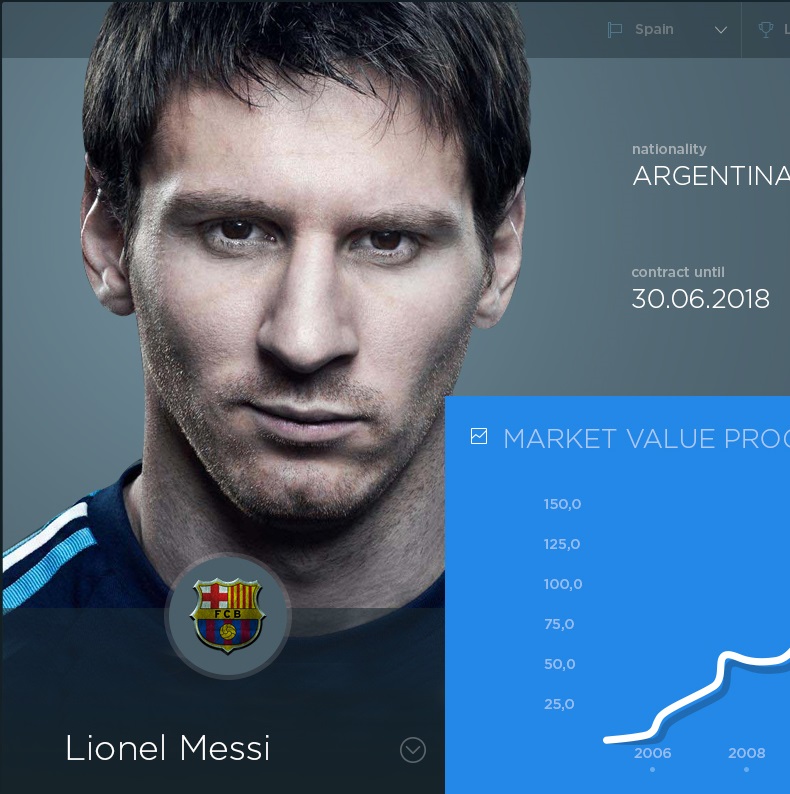 Spain
L
nationality
ARGENTINA
contract until
30.06.2018
MARKET VALUE PROG
150,0
125,0
100,0
75,0
50,0
25,0
2006
2008
F C B
Lionel Messi